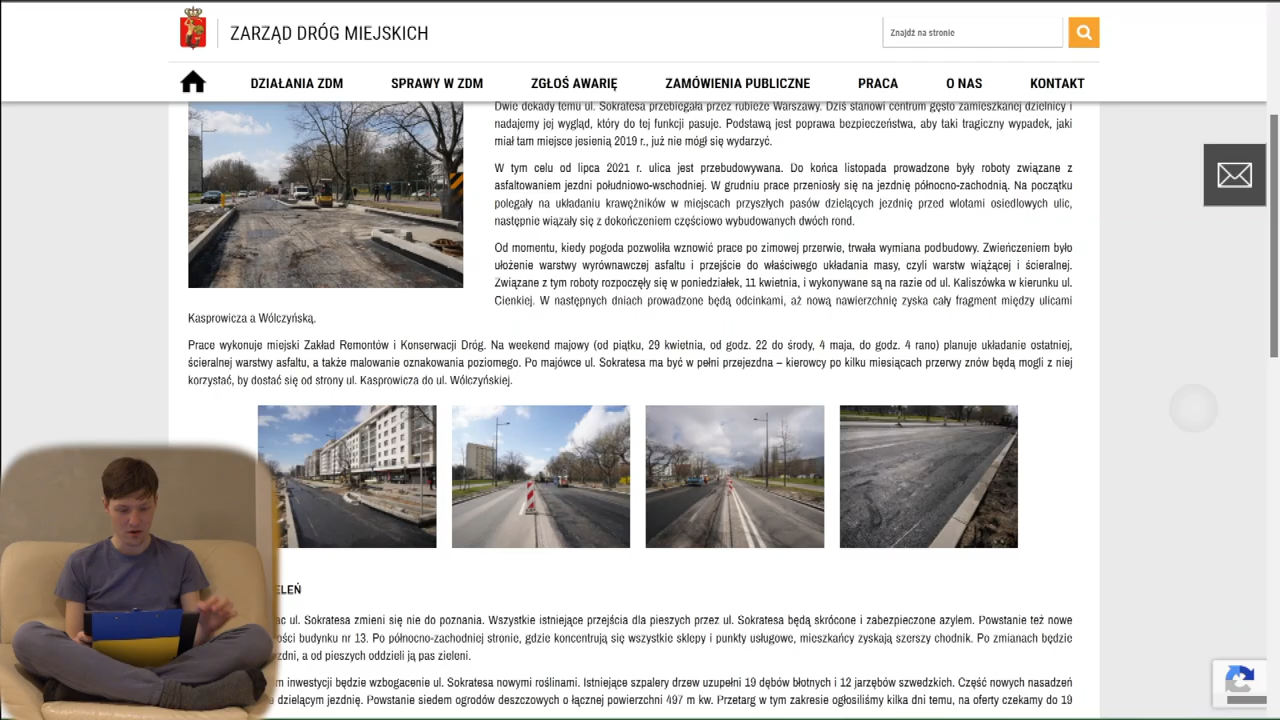 ZARZĄD DRÓG MIEJSKICH
Znajdź na stronie
DZIAŁANIA ZDM SPRAWY W ZDM ZGŁOŚ AWARIĘ ZAMÓWIENIA PUBLICZNE PRACA O NAS KONTAKT
Dwie dekady temu ul. Sokratesa przebiegała przez rubieże Warszawy. Dziś stanowi centrum gęsto zamieszkanej dzielnicy i
nadajemy jej wygląd, który do tej funkcji pasuje. Podstawą jest poprawa bezpieczeństwa, aby taki tragiczny wypadek, jaki
miał tam miejsce jesienią 2019 r., już nie mógł się wydarzyć.
W tym celu od lipca 2021 r. ulica jest przebudowywana. Do końca listopada prowadzone były roboty związane z
asfaltowaniem jezdni południowo-wschodniej. W grudniu prace przeniosły się na jezdnię północno-zachodnią. Na początku
polegały na układaniu krawężników w miejscach przyszłych pasów dzielących jezdnię przed wlotami osiedlowych ulic,
następnie wiązały się z dokończeniem częściowo wybudowanych dwóch rond.
Od momentu, kiedy pogoda pozwoliła wznowić prace po zimowej przerwie, trwała wymiana podbudowy. Zwieńczeniem było
ułożenie warstwy wyrównawczej asfaltu i przejście do właściwego układania masy, czyli warstw wiążącej i ścieralnej.
Związane z tym roboty rozpoczęły się w poniedziałek, 11 kwietnia, i wykonywane są na razie od ul. Kaliszówka w kierunku ul.
Cienkiej. W następnych dniach prowadzone będą odcinkami, aż nową nawierzchnię zyska cały fragment między ulicami
Kasprowicza a Wólczyńską.
Prace wykonuje miejski Zakład Remontów i Konserwacji Dróg. Na weekend majowy (od piątku, 29 kwietnia, od godz. 22 do środy, 4 maja, do godz. 4 rano) planuje układanie ostatniej,
ścieralnej warstwy asfaltu, a także malowanie oznakowania poziomego. Po majówce ul. Sokratesa ma być w pełni przejezdna – kierowcy po kilku miesiącach przerwy znów będą mogli z niej
korzystać, by dostać się od strony ul. Kasprowicza do ul. Wólczyńskiej.
ELEŃ
ac ul. Sokratesa zmieni się nie do poznania. Wszystkie istniejące przejścia dla pieszych przez ul. Sokratesa będą skrócone i zabezpieczone azylem. Powstanie też nowe
ości budynku nr 13. Po północno-zachodniej stronie, gdzie koncentrują się wszystkie sklepy i punkty usługowe, mieszkańcy zyskają szerszy chodnik. Po zmianach będzie
zdni, a od pieszych oddzieli ją pas zieleni.
m inwestycji będzie wzbogacenie ul. Sokratesa nowymi roślinami. Istniejące szpalery drzew uzupełni 19 dębów błotnych i 12 jarzębów szwedzkich. Część nowych nasadzeń
dzielącym jezdnię. Powstanie siedem ogrodów deszczowych o łącznej powierzchni 497 m kw. Przetarg w tym zakresie ogłosiliśmy kilka dni temu, na oferty czekamy do 19